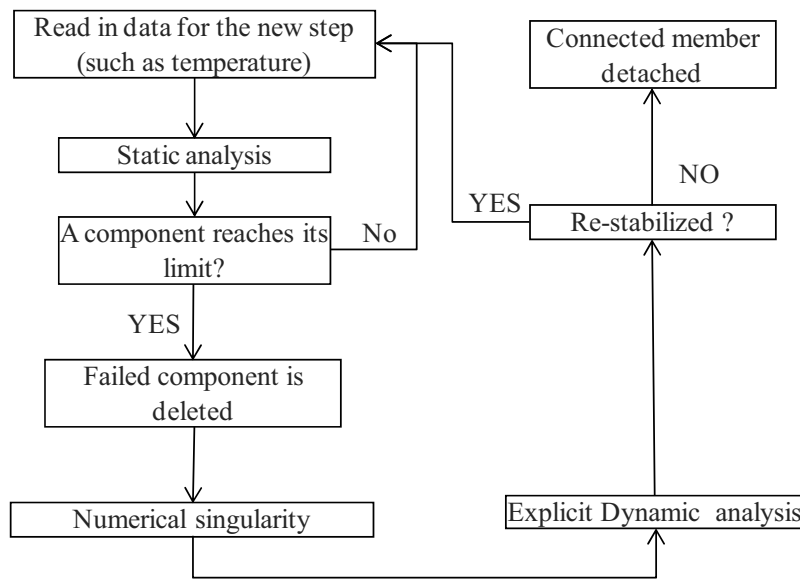 Read in data for the new step
(such as temperature)
Static analysis
A component reaches its
limit?
No
YES
Failed component is
deleted
Numerical singularity
Explicit Dynamic analysis
Re-stabilized ?
YES
NO
Connected member
detached